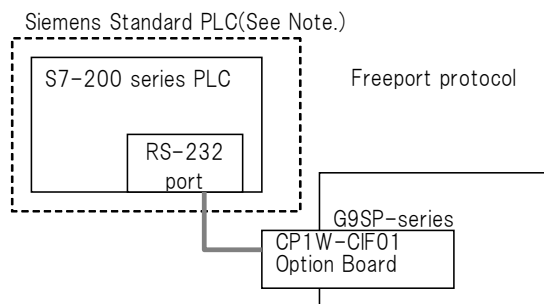 Siemens Standard PLC(See Note.)
S7-200 series PLC
Freeport protocol
RS-232
port
G9SP-series
CP1W-CIF01
Option Board